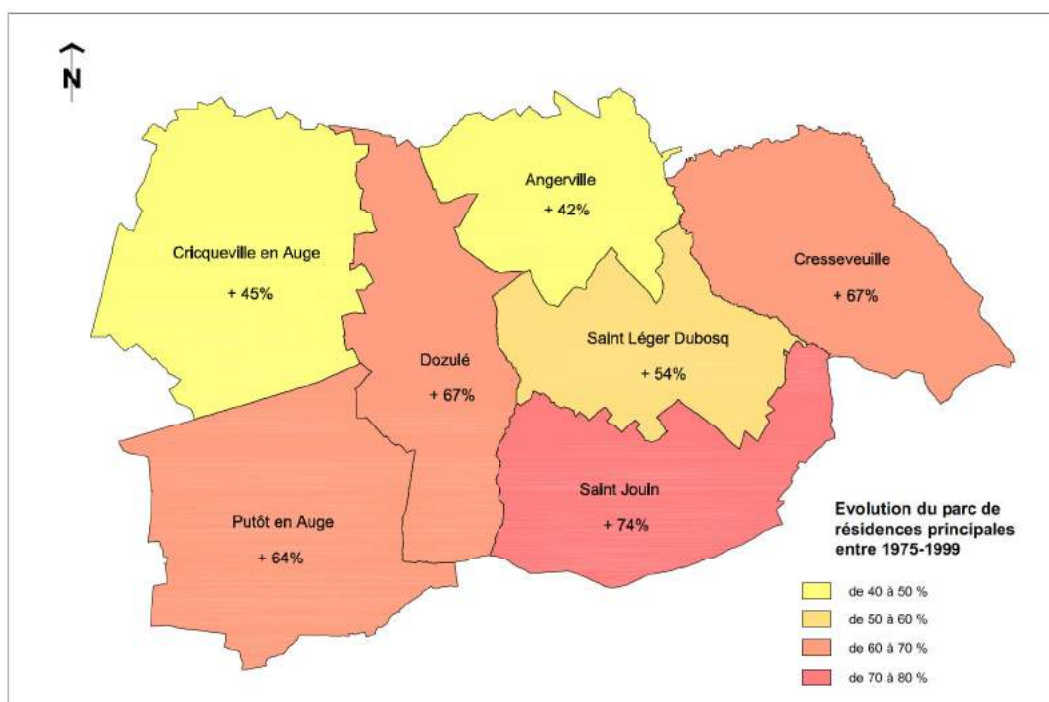 N
Angerville
+ 42%
Cricqueville en Auge
+ 45%
Cresseveuille
+ 67%
Saint Léger Dubosq
+ 54%
Dozulé
+ 67%
Saint Jouin
+ 74%
Putôt en Auge
+ 64%
Evolution du parc de
résidences principales
entre 1975-1999
de 40 à 50 %
de 50 à 60 %
de 60 à 70 %
de 70 à 80 %